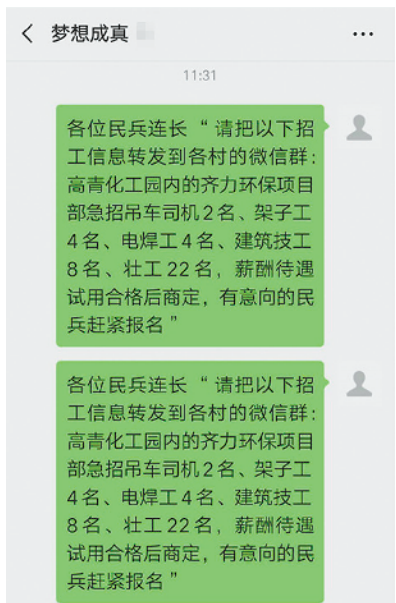 梦想成真
11:31
各位民兵连长 “ 请把以下招
工信息转发到各村的微信群:
高青化工园内的齐力环保项目
部急招吊车司机2名、架子工
4名、电焊工4名、建筑技工
8名、壮工22名，薪酬待遇
试用合格后商定，有意向的民
兵赶紧报名 ”
各位民兵连长 “ 请把以下招
工信息转发到各村的微信群:
高青化工园内的齐力环保项目
部急招吊车司机2名、架子工
4名、电焊工4名、建筑技工
8名、壮工22名，薪酬待遇
试用合格后商定，有意向的民
兵赶紧报名 ”